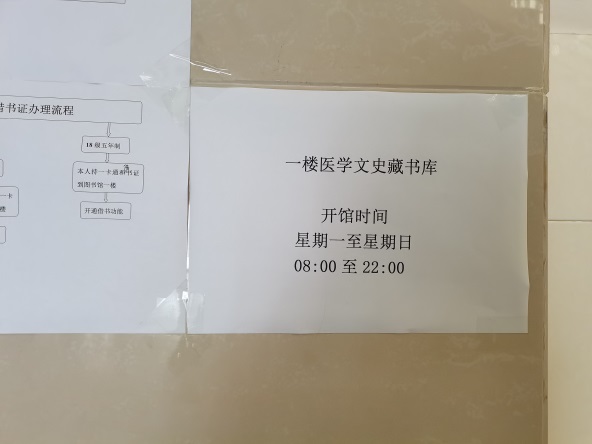 书证办理流程
18级五年制
本人持一卡通和书证
到图书馆一楼
开通借书功能
卡
楼
一楼医学文史藏书库
开馆时间
星期一至星期日
08:00 至 22:00